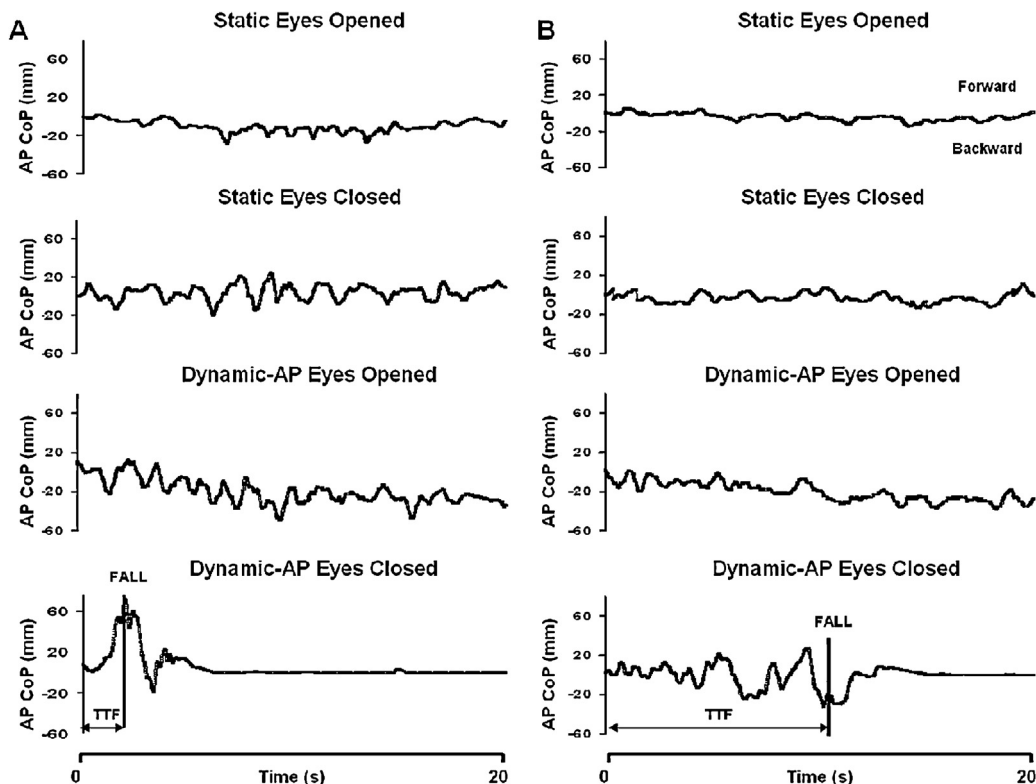 A
Static Eyes Opened
AP CoP (mm)
60
20
-20
-60
Static Eyes Closed
AP CoP (mm)
60
20
-20
-60
Dynamic-AP Eyes Opened
AP CoP (mm)
60
20
-20
-60
Dynamic-AP Eyes Closed
FALL
AP CoP (mm)
60
20
-20
-60
TTF
0 Time (s) 20
B
Static Eyes Opened
AP CoP (mm)
60
20
-20
-60
Forward
Backward
Static Eyes Closed
AP CoP (mm)
60
20
-20
-60
Dynamic-AP Eyes Opened
AP CoP (mm)
60
20
-20
-60
Dynamic-AP Eyes Closed
FALL
AP CoP (mm)
60
20
-20
-60
TTF
0 Time (s) 20